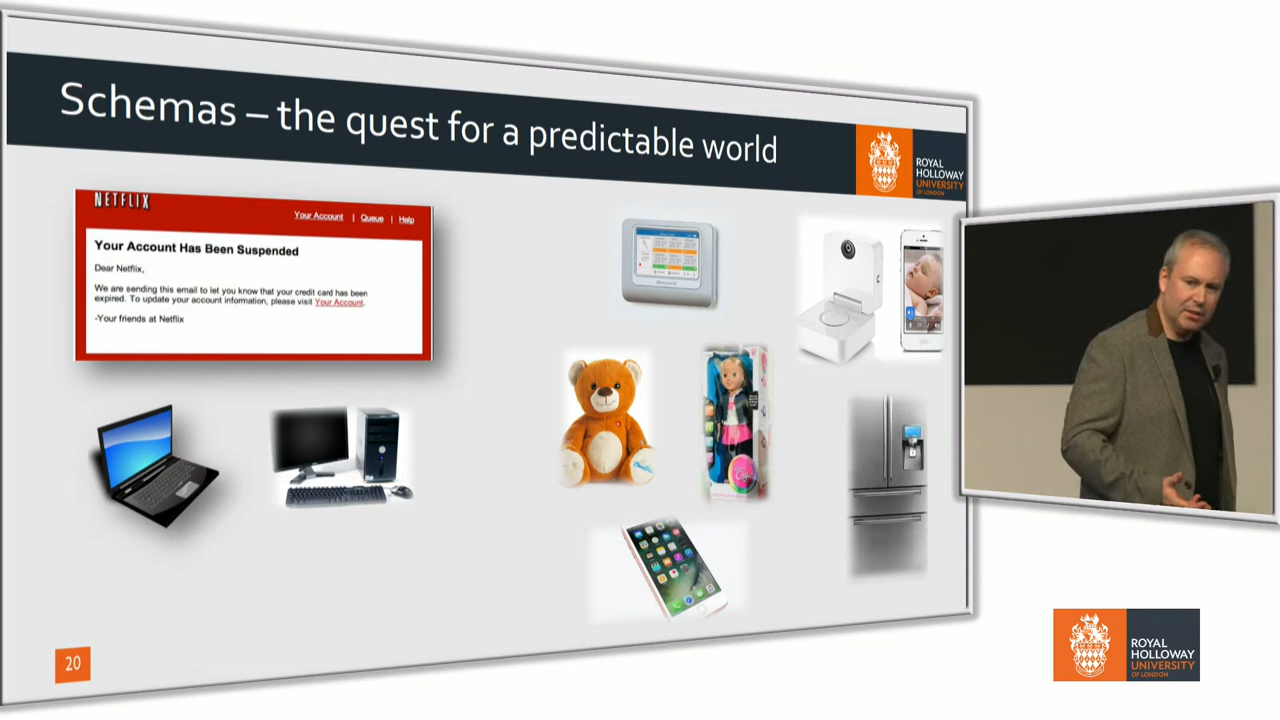 Schemas – the quest for a predictable world
ROYAL
HOLLOWAY
UNIVERSITY
OF LONDON
NETFLIX
Your Account | Queue | Help
Your Account Has Been Suspended
Dear Netflix,
We are sending this email to let you know that your credit card has been
expired. To update your account information, please visit Your Account.
-Your friends at Netflix
Honeywell
20
ROYAL
HOLLOWAY
UNIVERSITY
OF LONDON